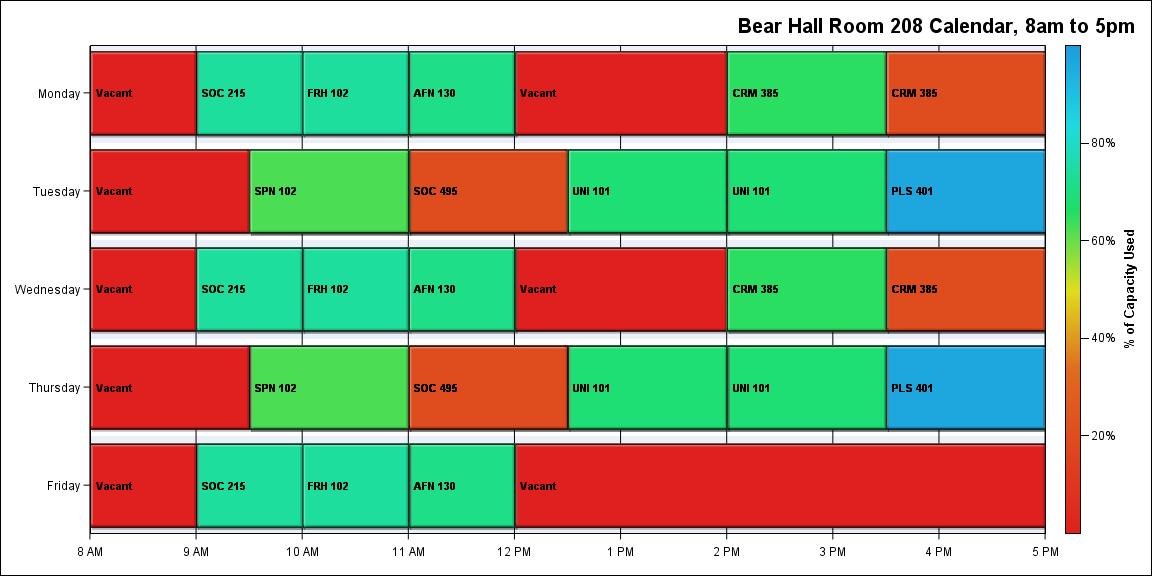 Bear Hall Room 208 Calendar, 8am to 5pm
Monday
Vacant
SOC 215
FRH 102
AFN 130
Vacant
CRM 385
CRM 385
Tuesday
Vacant
SPN 102
SOC 495
UNI 101
UNI 101
PLS 401
Wednesday
Vacant
SOC 215
FRH 102
AFN 130
Vacant
CRM 385
CRM 385
Thursday
Vacant
SPN 102
SOC 495
UNI 101
UNI 101
PLS 401
Friday
Vacant
SOC 215
FRH 102
AFN 130
Vacant
8 AM
9 AM
10 AM
11 AM
12 PM
1 PM
2 PM
3 PM
4 PM
5 PM
80%
60%
40%
20%
% of Capacity Used